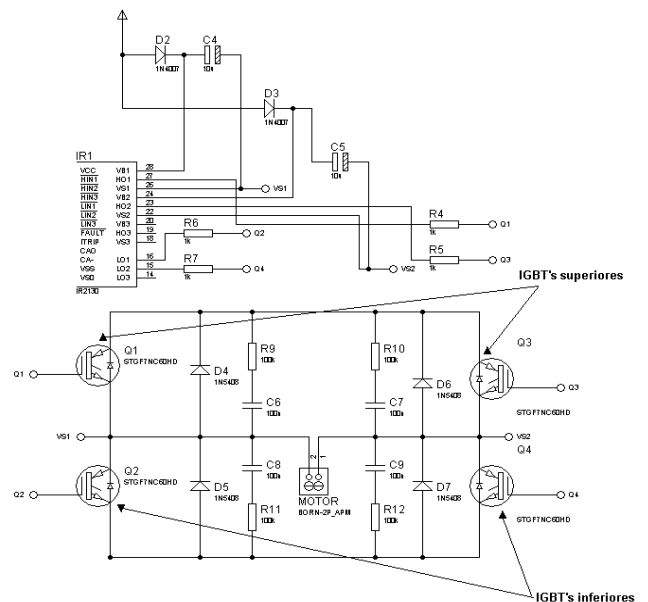 D2
1N4007
C4
10u
D3
1N4007
C5
10u
IR1
VCC
HIN1
HIN2
HIN3
LIN1
LIN2
LIN3
FAULT
ITRIP
CAO
CA-
VSS
VSO
VB1
HO1
VS1
VB2
HO2
VS2
VB3
HO3
VS3
LO1
LO2
LO3
28
27
26
24
23
22
20
19
18
16
15
14
IR2130
VS1
R6
1k
Q2
R7
1k
Q4
R4
1k
Q1
R5
1k
Q3
VS2
IGBT's superiores
Q1
Q1
STGF7NC60HD
D4
1N5408
R9
100k
C6
100n
R10
100k
C7
100n
D6
1N5408
Q3
STGF7NC60HD
Q3
VS1
VS2
Q2
Q2
STGF7NC60HD
D5
1N5408
C8
100n
R11
100k
2
1
MOTOR
BORN-2P_APM
C9
100n
R12
100k
D7
1N5408
Q4
STGF7NC60HD
Q4
IGBT's inferiores